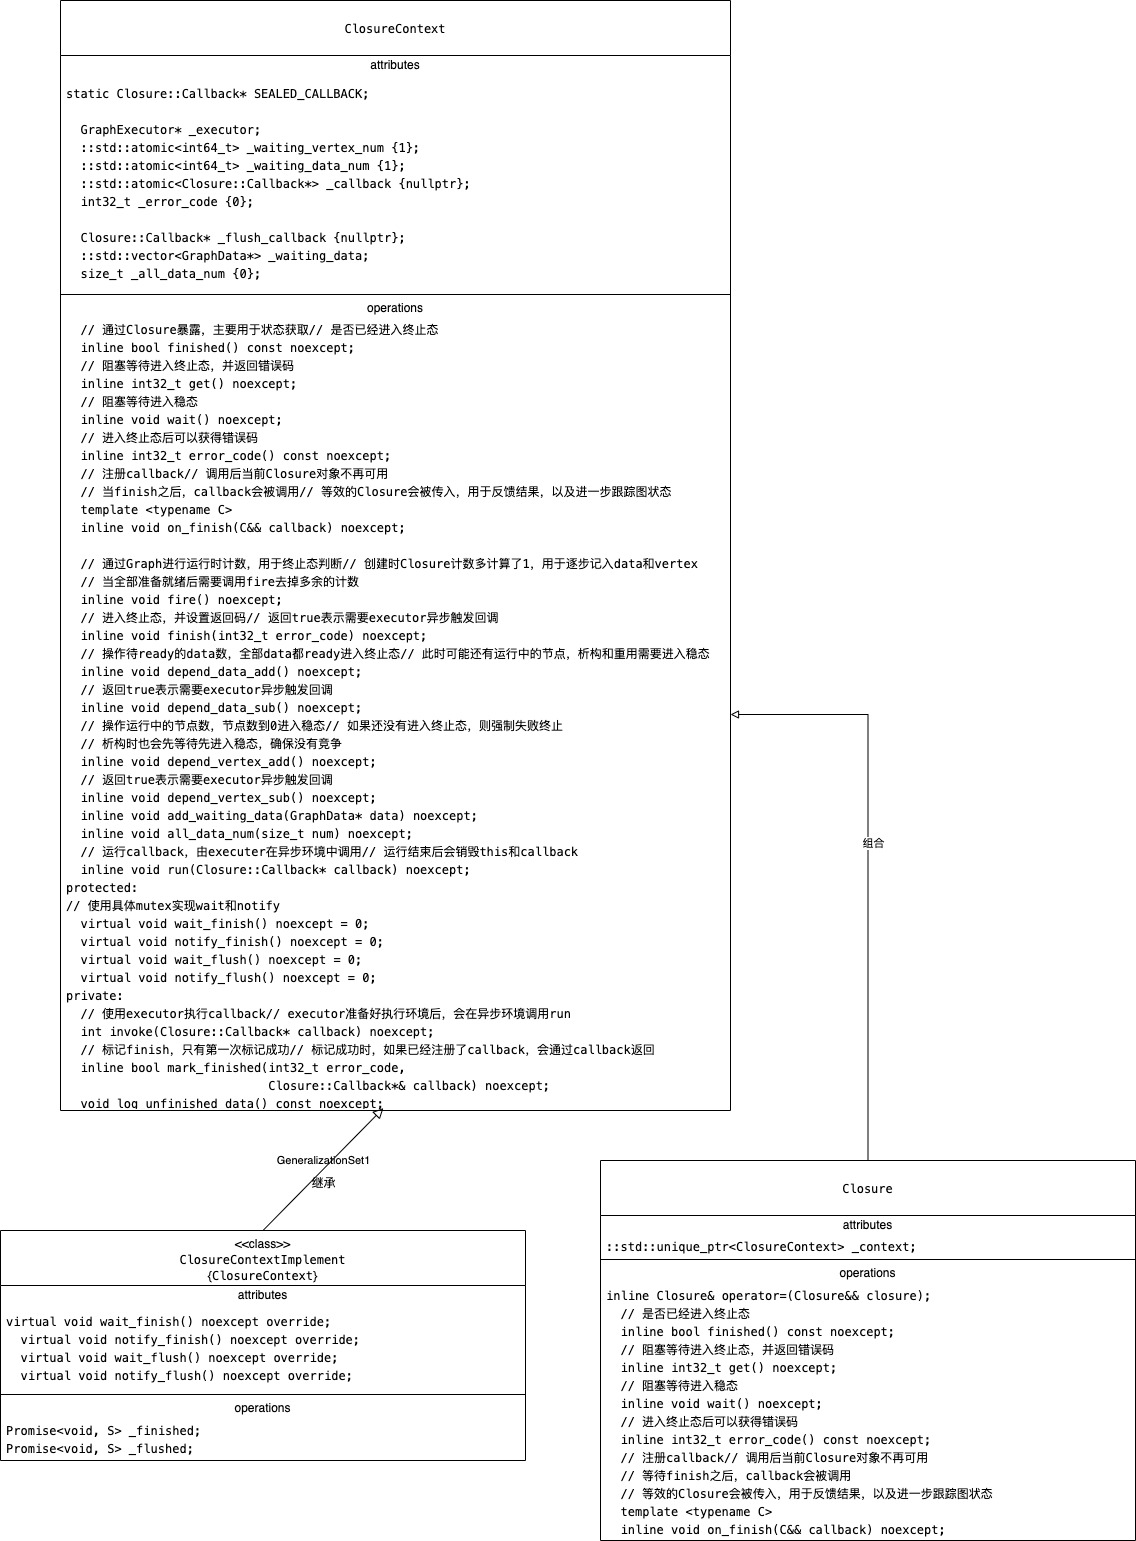 ClosureContext
attributes
static Closure::Callback* SEALED_CALLBACK;
GraphExecutor* _executor;
::std::atomic<int64_t> _waiting_vertex_num {1};
::std::atomic<int64_t> _waiting_data_num {1};
::std::atomic<Closure::Callback*> _callback {nullptr};
int32_t _error_code {0};
Closure::Callback* _flush_callback {nullptr};
::std::vector<GraphData*> _waiting_data;
size_t _all_data_num {0};
operations
// 通过Closure暴露，主要用于状态获取// 是否已经进入终止态
inline bool finished() const noexcept;
// 阻塞等待进入终止态，并返回错误码
inline int32_t get() noexcept;
// 阻塞等待进入稳态
inline void wait() noexcept;
// 进入终止态后可以获得错误码
inline int32_t error_code() const noexcept;
// 注册callback// 调用后当前Closure对象不再可用
// 当finish之后，callback会被调用// 等效的Closure会被传入，用于反馈结果，以及进一步跟踪图状态
template <typename C>
inline void on_finish(C&& callback) noexcept;
// 通过Graph进行运行时计数，用于终止态判断// 创建时Closure计数多计算了1，用于逐步记入data和vertex
// 当全部准备就绪后需要调用fire去掉多余的计数
inline void fire() noexcept;
// 进入终止态，并设置返回码// 返回true表示需要executor异步触发回调
inline void finish(int32_t error_code) noexcept;
// 操作待ready的data数，全部data都ready进入终止态// 此时可能还有运行中的节点，析构和重用需要进入稳态
inline void depend_data_add() noexcept;
// 返回true表示需要executor异步触发回调
inline void depend_data_sub() noexcept;
// 操作运行中的节点数，节点数到0进入稳态// 如果还没有进入终止态，则强制失败终止
// 析构时也会先等待先进入稳态，确保没有竞争
inline void depend_vertex_add() noexcept;
// 返回true表示需要executor异步触发回调
inline void depend_vertex_sub() noexcept;
inline void add_waiting_data(GraphData* data) noexcept;
inline void all_data_num(size_t num) noexcept;
// 运行callback，由executer在异步环境中调用// 运行结束后会销毁this和callback
inline void run(Closure::Callback* callback) noexcept;
protected:
// 使用具体mutex实现wait和notify
virtual void wait_finish() noexcept = 0;
virtual void notify_finish() noexcept = 0;
virtual void wait_flush() noexcept = 0;
virtual void notify_flush() noexcept = 0;
private:
// 使用executor执行callback// executor准备好执行环境后，会在异步环境调用run
int invoke(Closure::Callback* callback) noexcept;
// 标记finish，只有第一次标记成功// 标记成功时，如果已经注册了callback，会通过callback返回
inline bool mark_finished(int32_t error_code,
Closure::Callback*& callback) noexcept;
void log_unfinished_data() const noexcept;
组合
GeneralizationSet1
继承
<<class>>
ClosureContextImplement
{ClosureContext}
attributes
virtual void wait_finish() noexcept override;
virtual void notify_finish() noexcept override;
virtual void wait_flush() noexcept override;
virtual void notify_flush() noexcept override;
operations
Promise<void, S> _finished;
Promise<void, S> _flushed;
Closure
attributes
::std::unique_ptr<ClosureContext> _context;
operations
inline Closure& operator=(Closure&& closure);
// 是否已经进入终止态
inline bool finished() const noexcept;
// 阻塞等待进入终止态，并返回错误码
inline int32_t get() noexcept;
// 阻塞等待进入稳态
inline void wait() noexcept;
// 进入终止态后可以获得错误码
inline int32_t error_code() const noexcept;
// 注册callback// 调用后当前Closure对象不再可用
// 等待finish之后，callback会被调用
// 等效的Closure会被传入，用于反馈结果，以及进一步跟踪图状态
template <typename C>
inline void on_finish(C&& callback) noexcept;